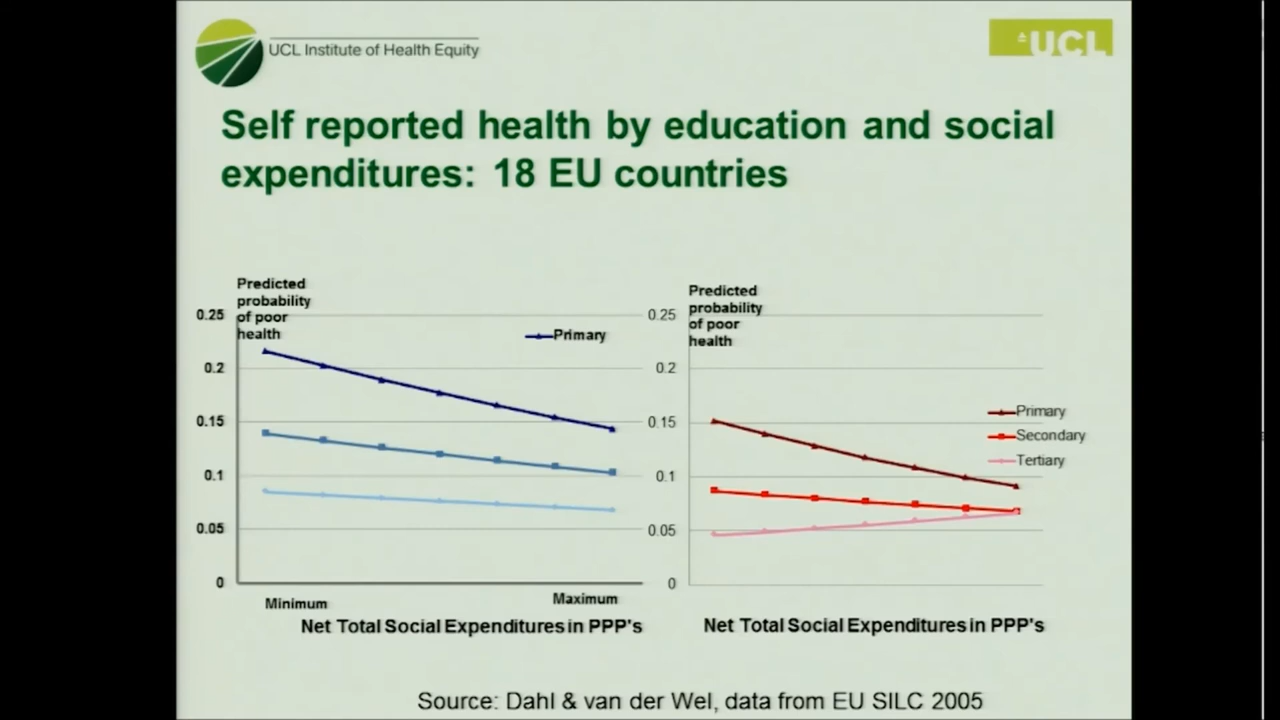 UCL Institute of Health Equity
UCL
Self reported health by education and social
expenditures: 18 EU countries
Predicted
probability
of poor
health
0.25
0.2
0.15
0.1
0.05
0
Primary
Minimum
Maximum
Net Total Social Expenditures in PPP's
Predicted
probability
of poor
health
0.25
0.2
0.15
0.1
0.05
0
Primary
Secondary
Tertiary
Net Total Social Expenditures in PPP's
Source: Dahl & van der Wel, data from EU SILC 2005